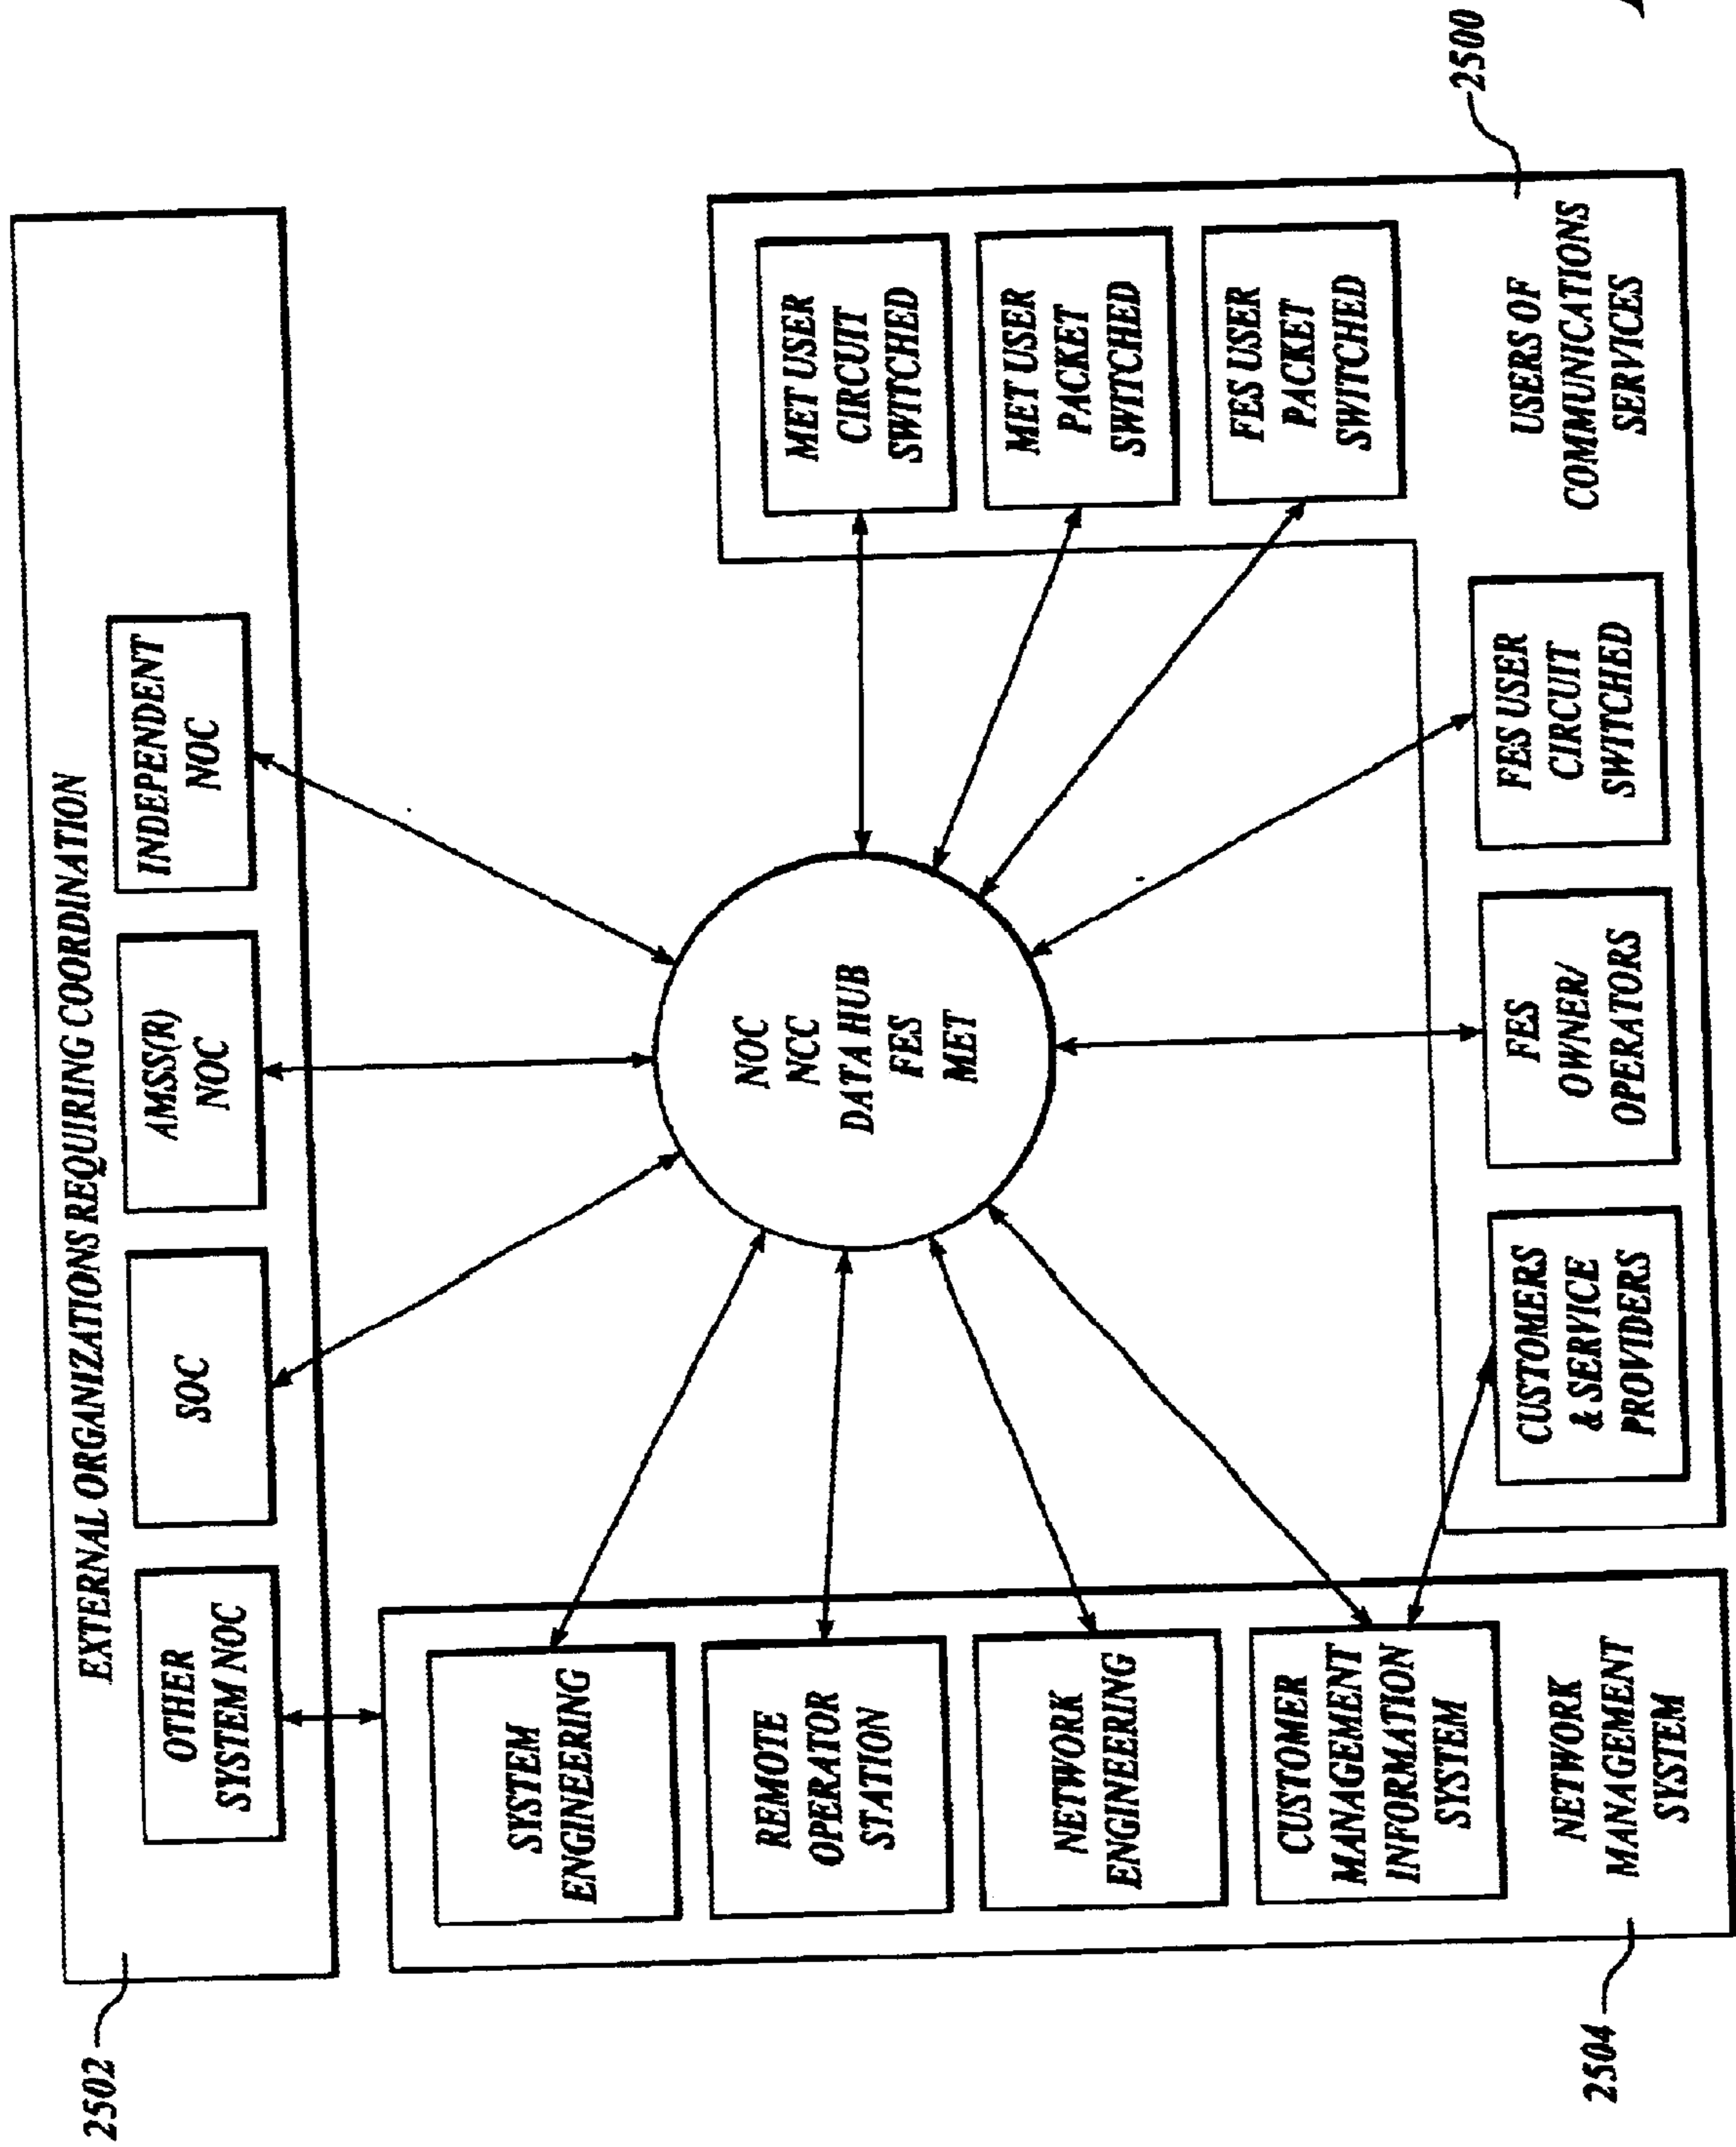 2502
EXTERNAL ORGANIZATIONS REQUIRING COORDINATION
OTHER
SYSTEM NOC
SOC
AMSS(R)
NOC
INDEPENDENT
NOC
SYSTEM
ENGINEERING
REMOTE
OPERATOR
STATION
NETWORK
ENGINEERING
CUSTOMER
MANAGEMENT
INFORMATION
SYSTEM
NETWORK
MANAGEMENT
SYSTEM
2504
NOC
NCC
DATA HUB
FES
MET
MET USER
CIRCUIT
SWITCHED
MET USER
PACKET
SWITCHED
FES USER
PACKET
SWITCHED
CUSTOMERS
& SERVICE
PROVIDERS
FES
OWNER/
OPERATORS
FES USER
CIRCUIT
SWITCHED
USERS OF
COMMUNICATIONS
SERVICES
2500